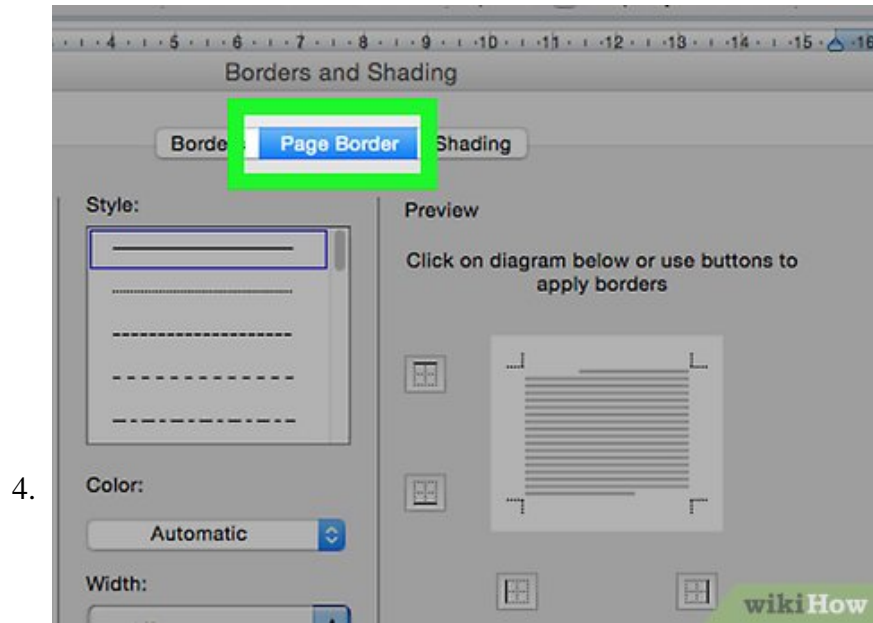 4 5 6 7 8 9 10 11 12 13 14 15 16
Borders and Shading
Page Border
Shading
Style:
Preview
Click on diagram below or use buttons to
apply borders
4.
Color:
Automatic
Width:
wikiHow